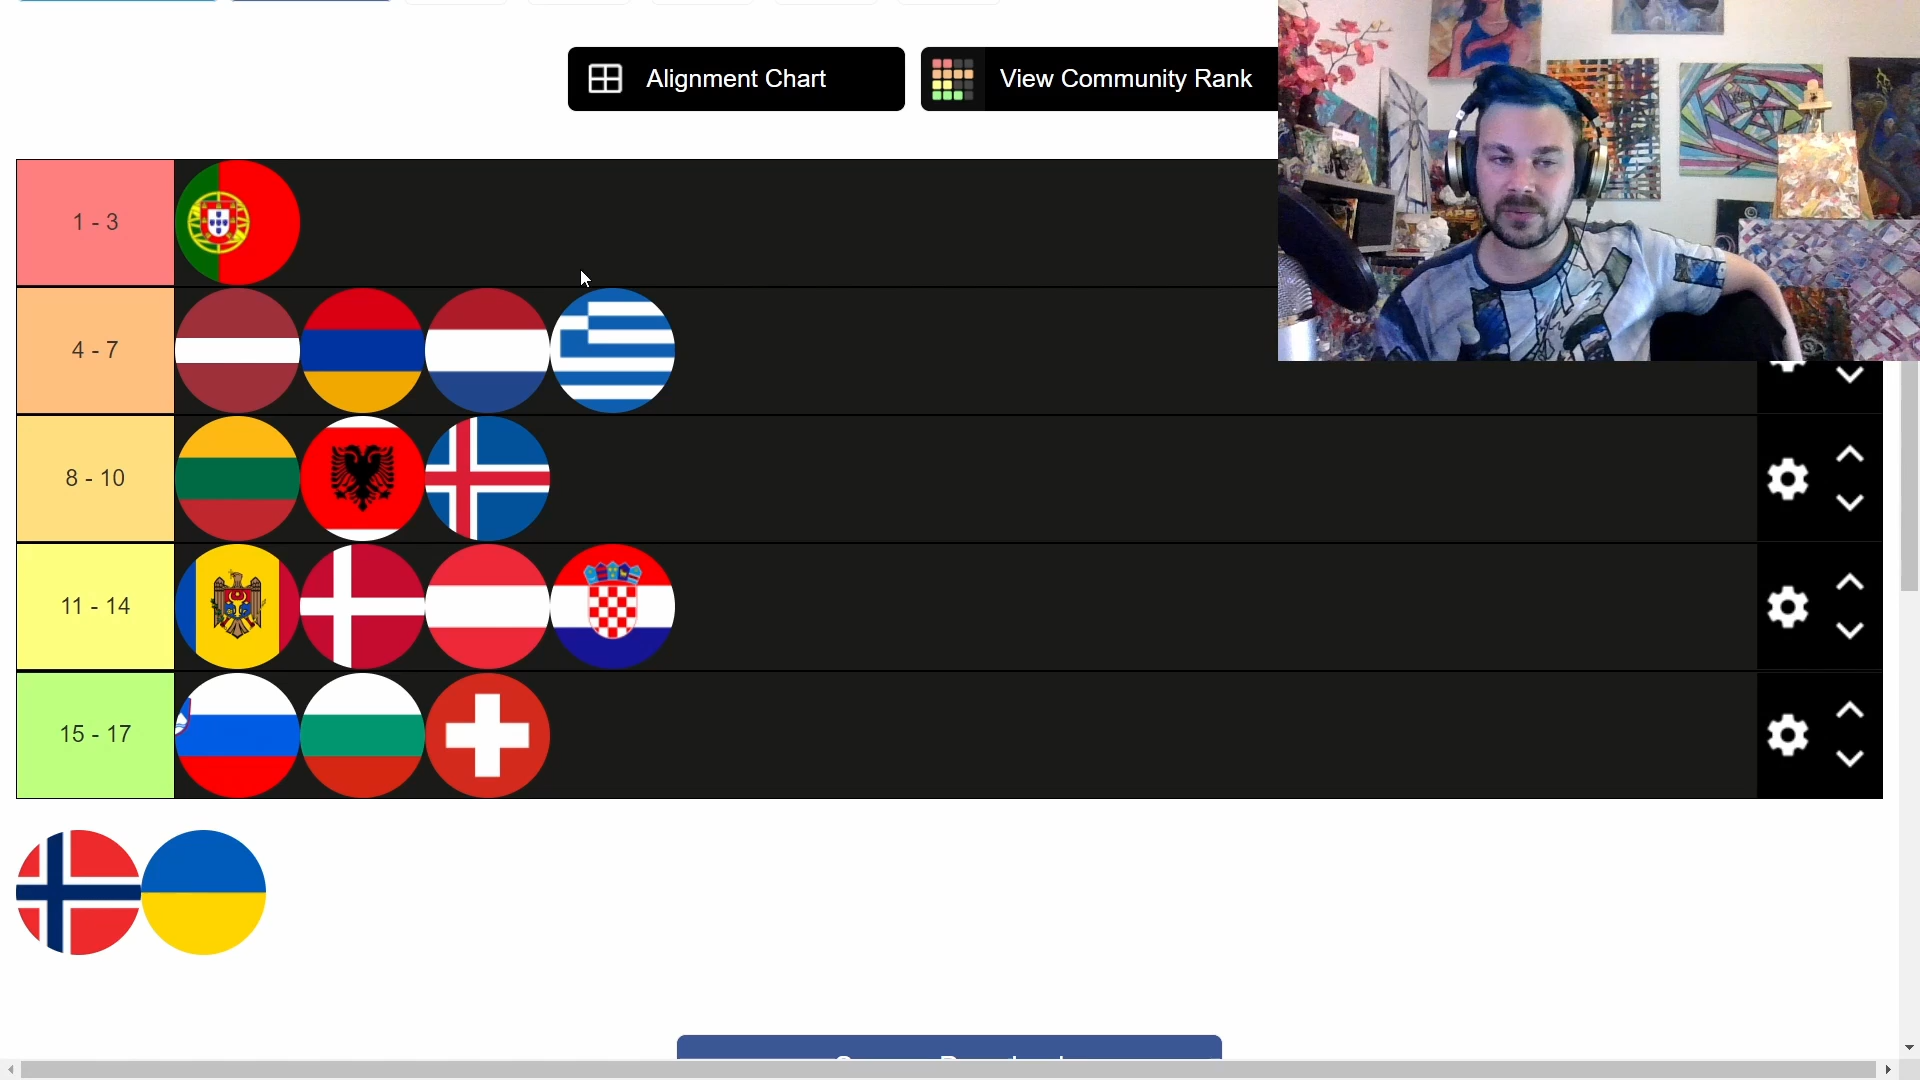 Alignment Chart
View Community Rank
1 - 3
4 - 7
8 - 10
11 - 14
15 - 17